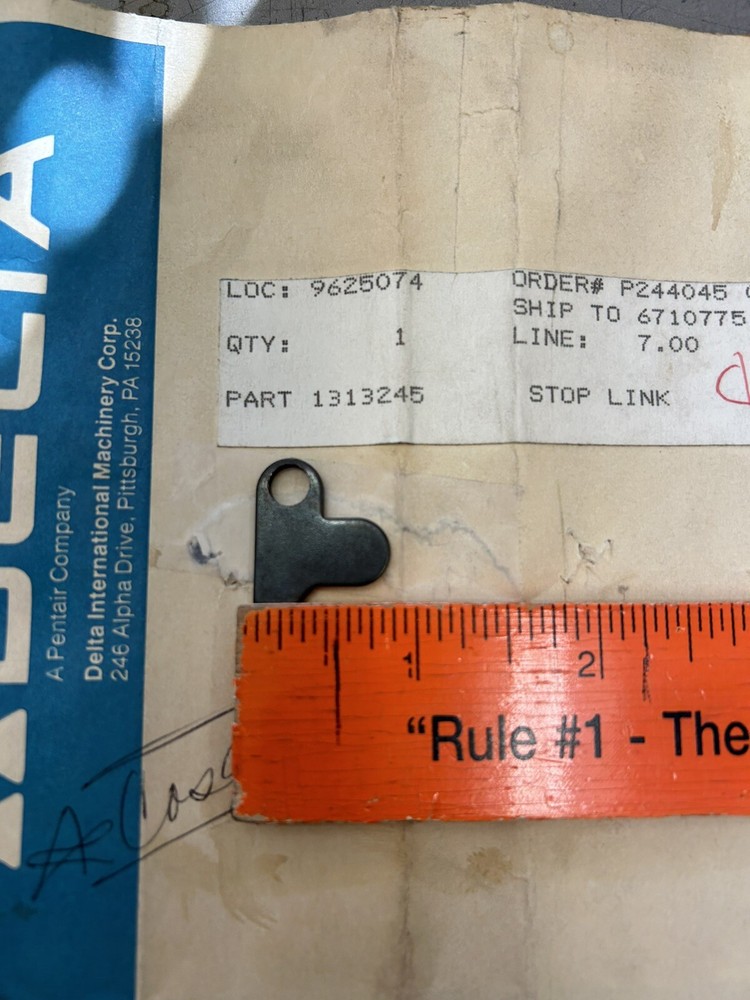 DELTA
A Pentair Company
Delta International Machinery Corp.
246 Alpha Drive, Pittsburgh, PA 15238
LOC: 9625074 ORDER# P244045
SHIP TO 6710775
QTY: 1 LINE: 7.00
PART 1313245 STOP LINK
1 2
"Rule #1 - The